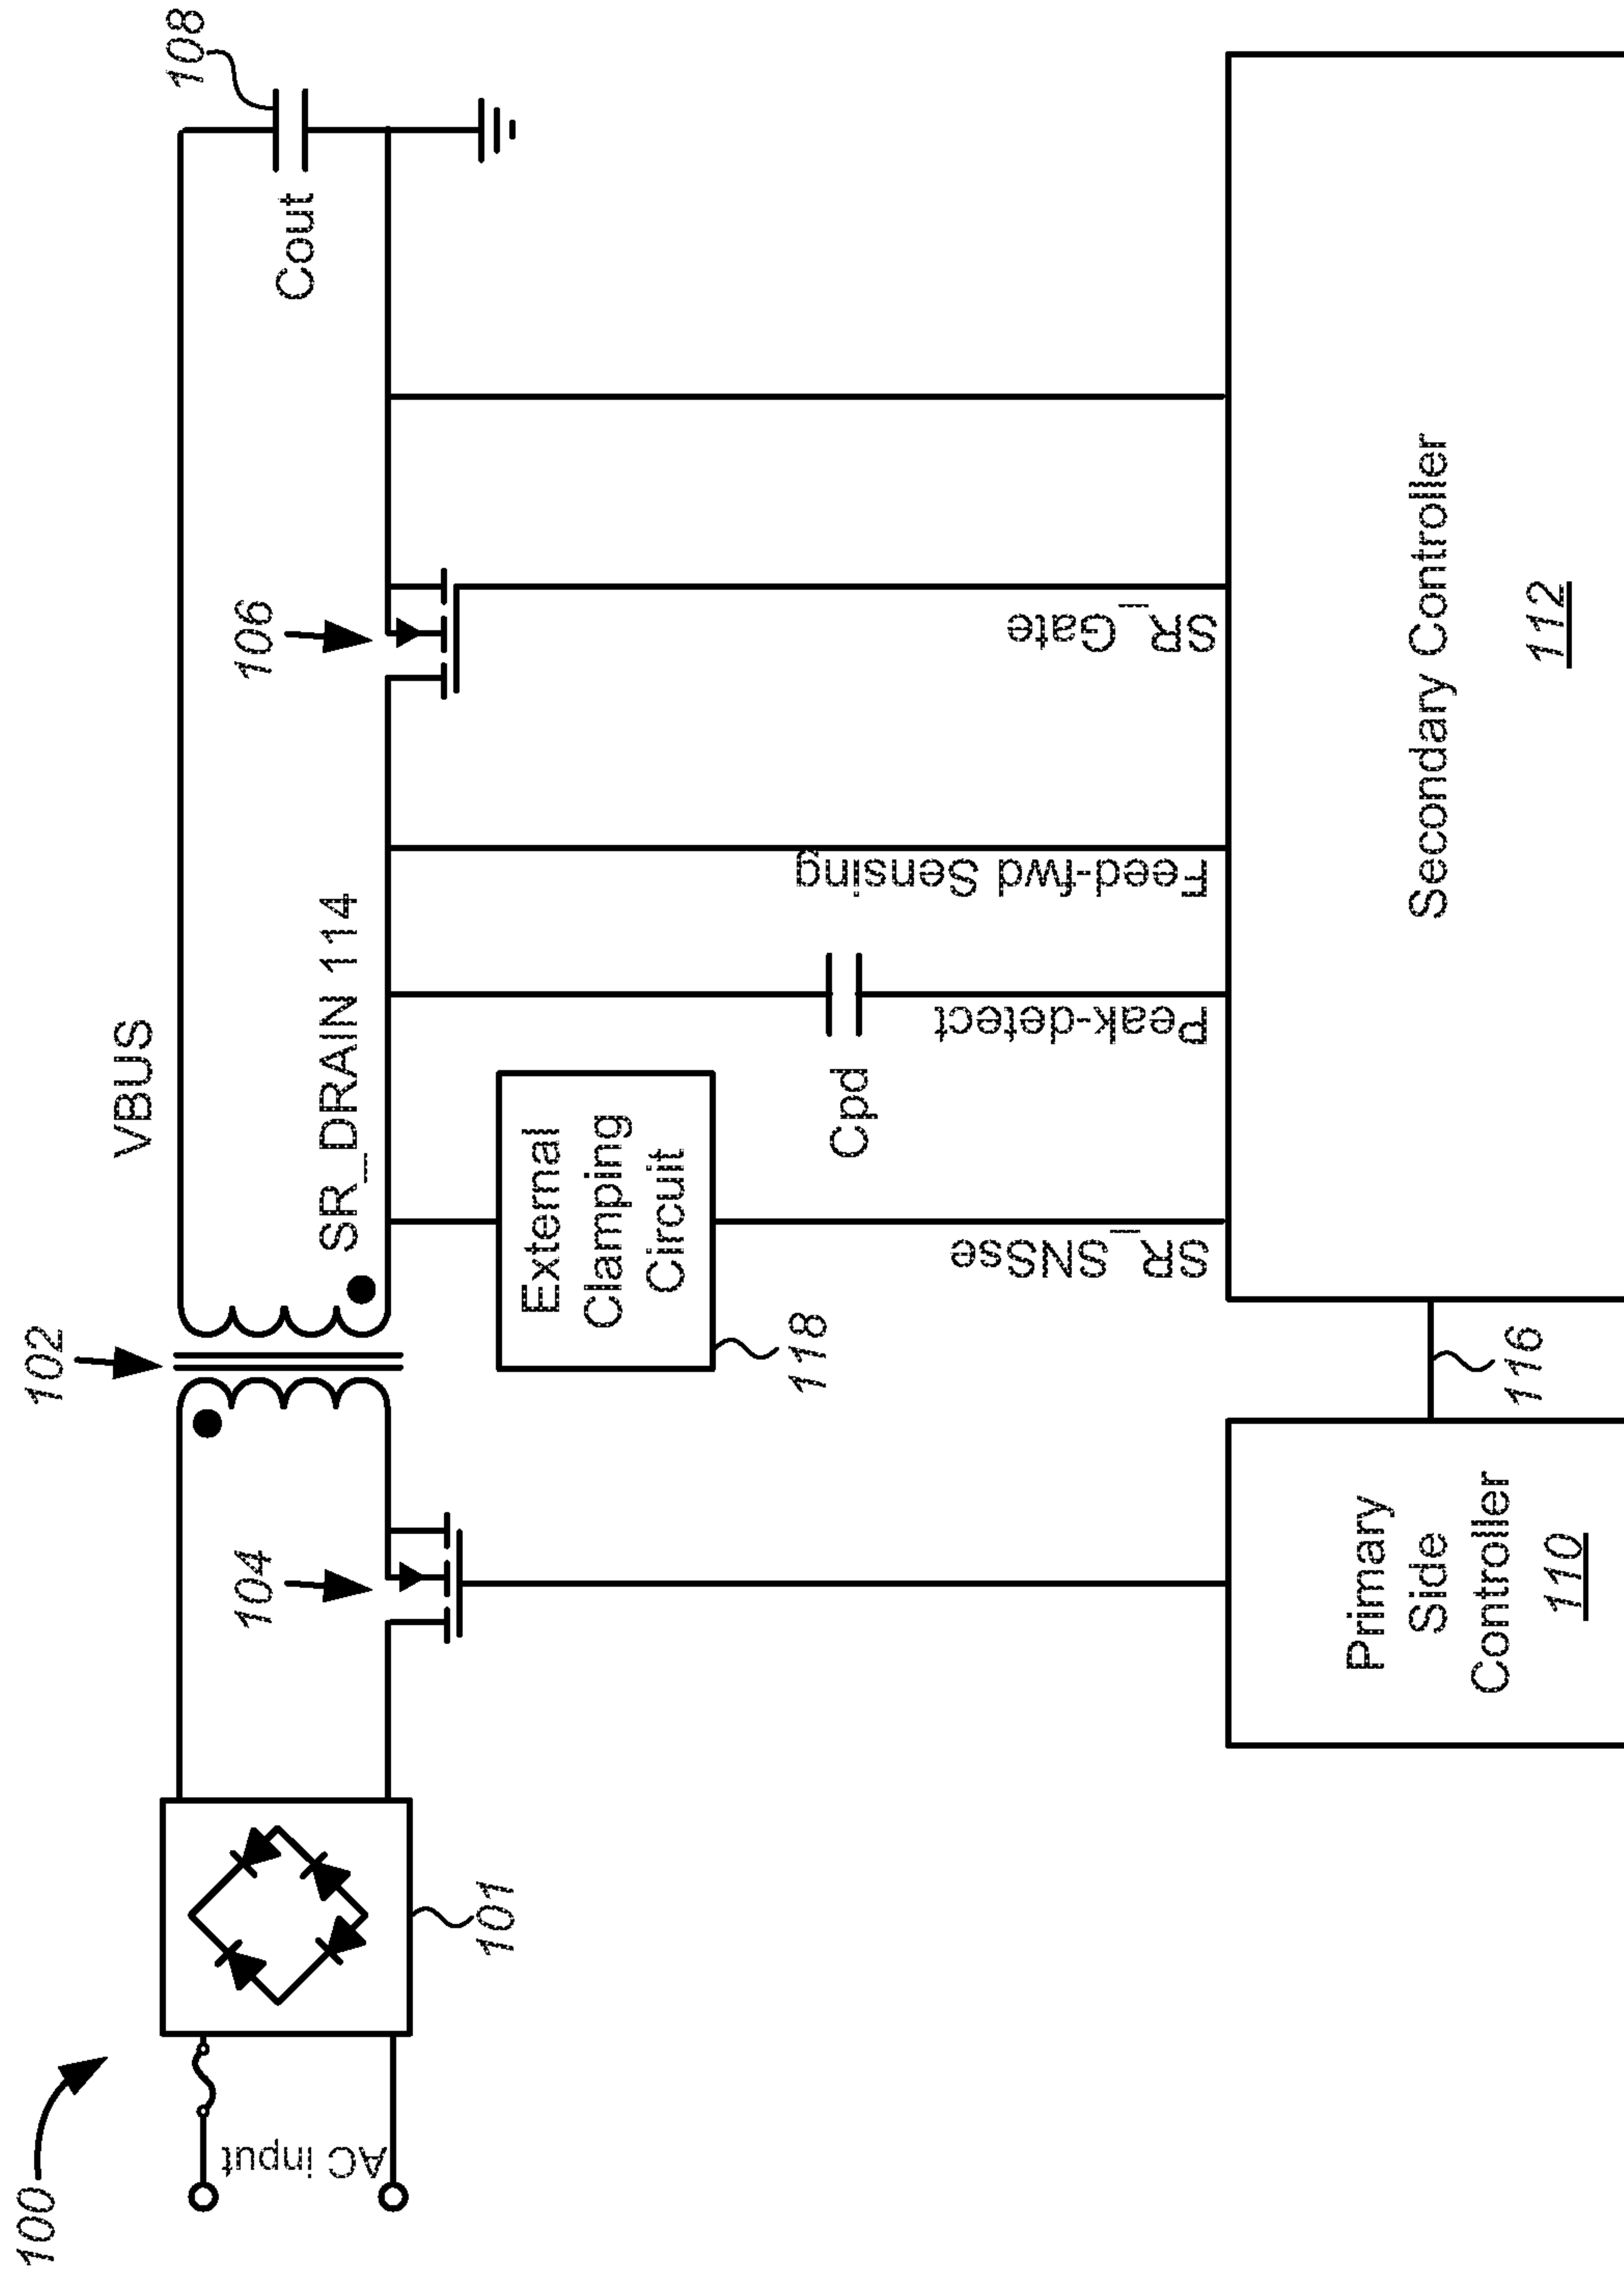 100
AC input
101
104
102
VBUS
SR_DRAIN 114
106
Cout
108
External
Clamping
Circuit
118
Cpd
SR_SNSse
Peak-detect
Feed-fwd Sensing
SR_Gate
Primary
Side
Controller
110
116
Secondary Controller
112